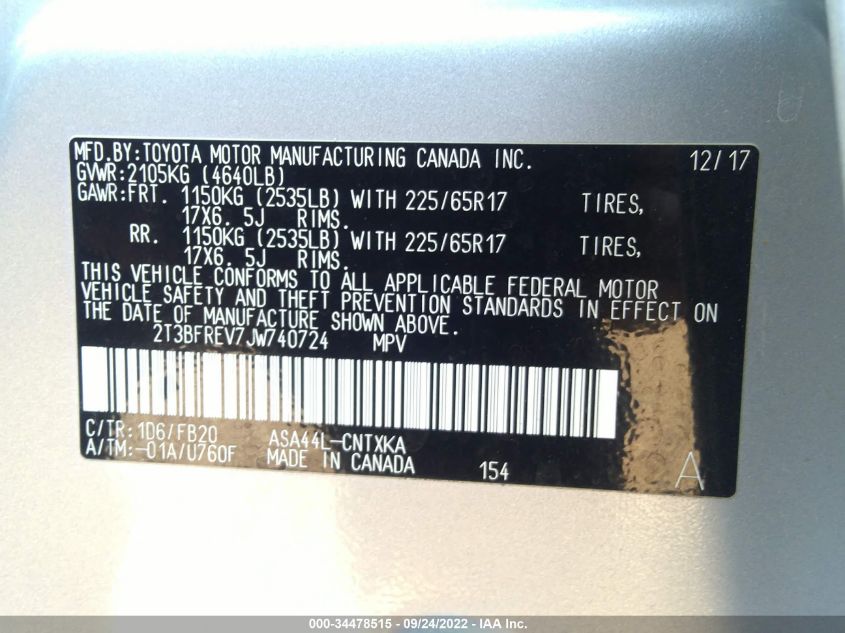 MFD.BY:TOYOTA MOTOR MANUFACTURING CANADA INC. 12/17
GVWR:2105KG (4640LB)
GAWR:FRT. 1150KG (2535LB) WITH 225/65R17 TIRES,
17X6. 5J RIMS.
RR. 1150KG (2535LB) WITH 225/65R17 TIRES,
17X6. 5J RIMS.
THIS VEHICLE CONFORMS TO ALL APPLICABLE FEDERAL MOTOR
VEHICLE SAFETY AND THEFT PREVENTION STANDARDS IN EFFECT ON
THE DATE OF MANUFACTURE SHOWN ABOVE.
2T3BFREV7JW740724 MPV
C/TR:1D6/FB20 ASA44L-CNTXKA
A/TM:-01A/U760F MADE IN CANADA 154 A
000-34478515 - 09/24/2022 - IAA Inc.